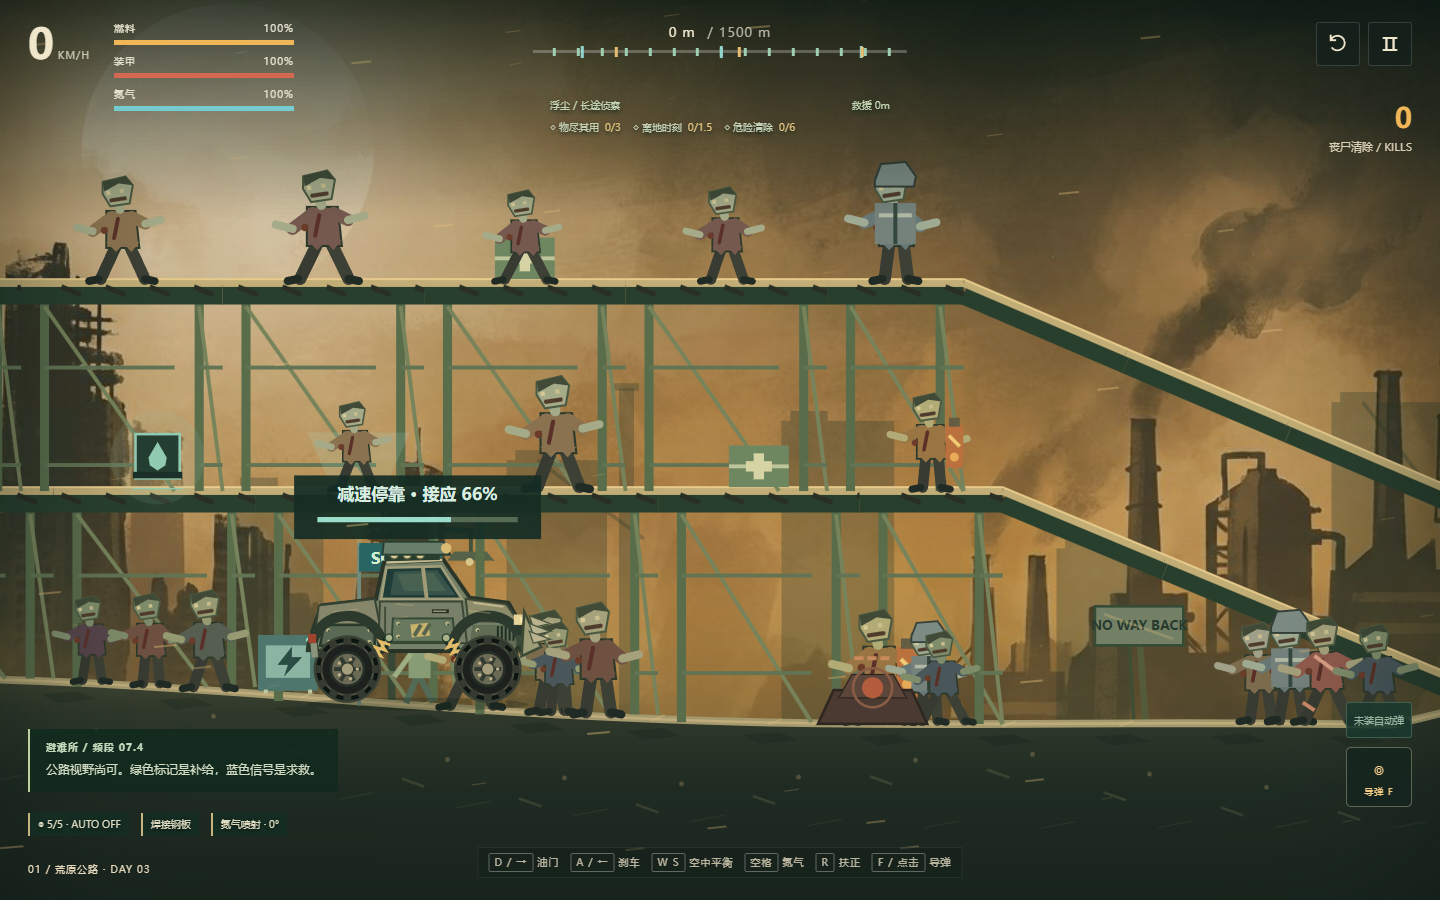 0 KM/H
燃料 100%
装甲 100%
氮气 100%
0 m / 1500 m
浮尘 / 长途侦察 救援 0m
物尽其用 0/3 离地时刻 0/1.5 危险清除 0/6
0
丧尸清除 / KILLS
减速停靠 · 接应 66%
NO WAY BACK
未装自动弹
导弹 F
避难所 / 频段 07.4
公路视野尚可。绿色标记是补给，蓝色信号是求救。
5/5 · AUTO OFF 焊接钢板 氮气喷射 · 0°
01 / 荒原公路 · DAY 03
D / → 油门 A / ← 刹车 W S 空中平衡 空格 氮气 R 扶正 F / 点击 导弹